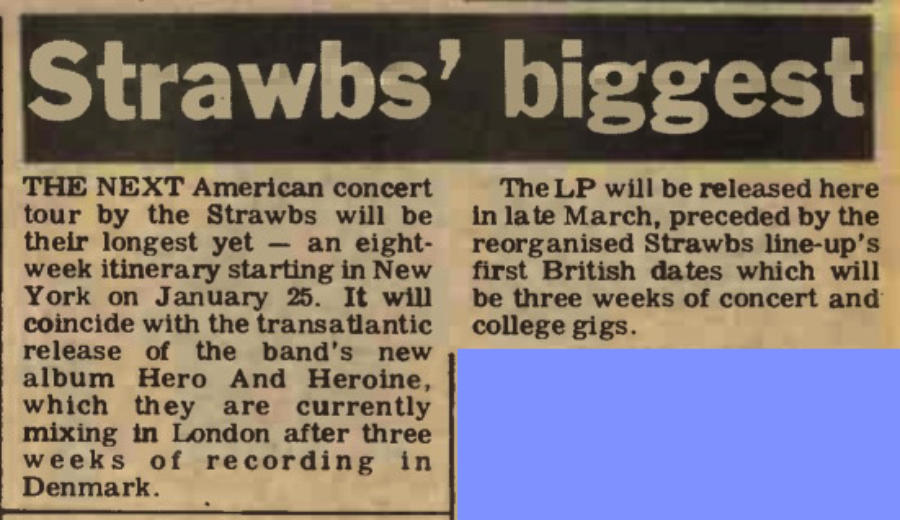 Strawbs' biggest
THE NEXT American concert
tour by the Strawbs will be
their longest yet — an eight-
week itinerary starting in New
York on January 25. It will
coincide with the transatlantic
release of the band's new
album Hero And Heroine,
which they are currently
mixing in London after three
weeks of recording in
Denmark.
The LP will be released here
in late March, preceded by the
reorganised Strawbs line-up's
first British dates which will
be three weeks of concert and
college gigs.